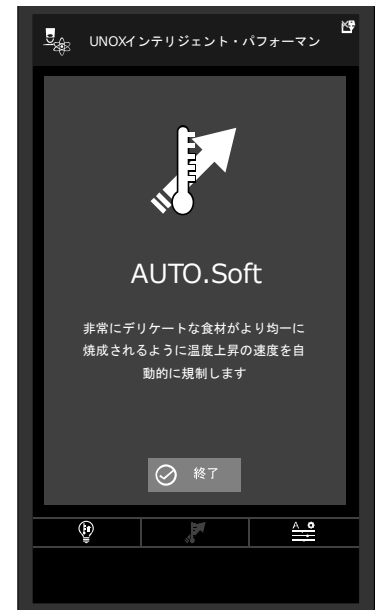 UNOXインテリジェント・パフォーマン
AUTO.Soft
非常にデリケートな食材がより均一に
焼成されるように温度上昇の速度を自
動的に規制します
終了
A